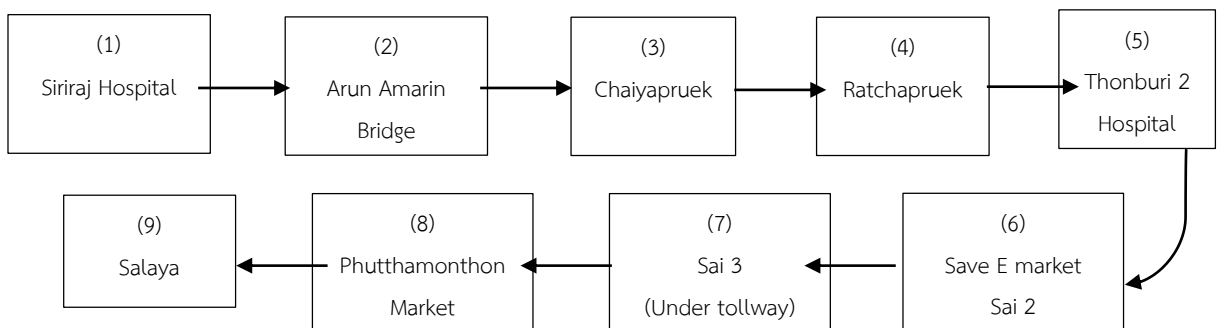 (1)
Siriraj Hospital
(2)
Arun Amarin
Bridge
(3)
Chaiyapruek
(4)
Ratchapruek
(5)
Thonburi 2
Hospital
(6)
Save E market
Sai 2
(7)
Sai 3
(Under tollway)
(8)
Phutthamonthon
Market
(9)
Salaya